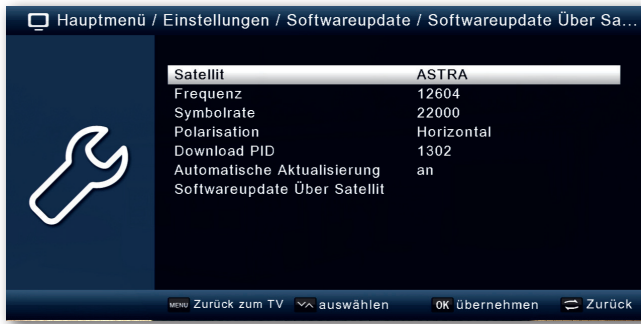 Hauptmenü / Einstellungen / Softwareupdate / Softwareupdate Über Sa...
Satellit ASTRA
Frequenz 12604
Symbolrate 22000
Polarisation Horizontal
Download PID 1302
Automatische Aktualisierung an
Softwareupdate Über Satellit
MENU Zurück zum TV auswählen OK übernehmen Zurück